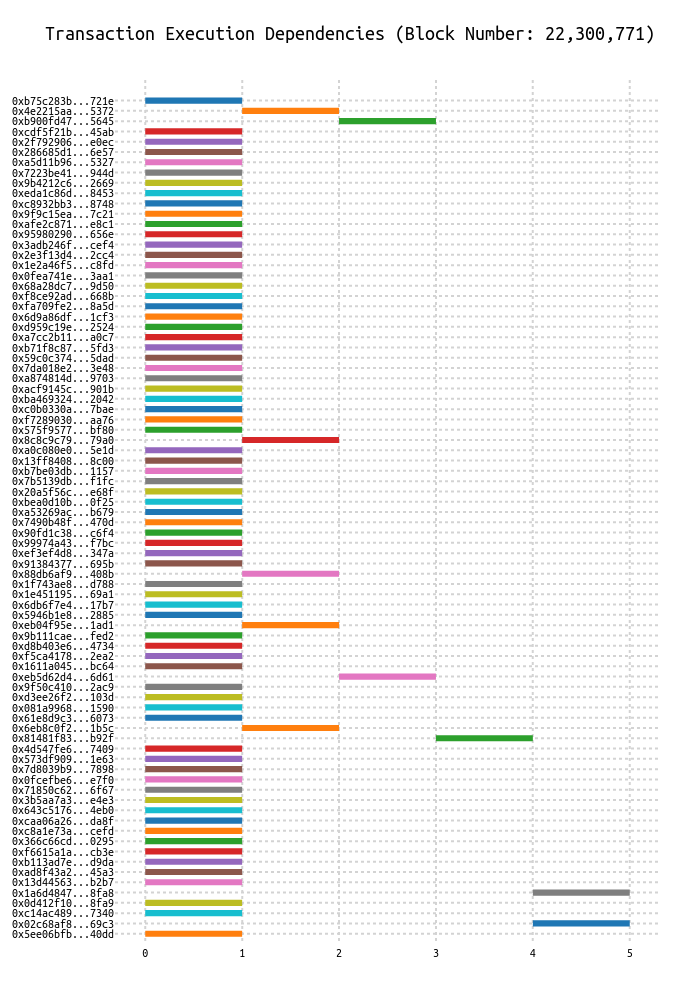 Transaction Execution Dependencies (Block Number: 22,300,771)
0xb75c283b...721e
0x4e2215aa...5372
0xb900fd47...5645
0xcdf5f21b...45ab
0x2f792906...e0ec
0x286685d1...6e57
0xa5d11b96...5327
0x7223be41...944d
0x9b4212c6...2669
0xeda1c86d...8453
0xc8932bb3...8748
0x9f9c15ea...7c21
0xafe2c871...e8c1
0x95980290...656e
0x3adb246f...cef4
0x2e3f13d4...2cc4
0x1e2a46f5...c8fd
0x0fea741e...3aa1
0x68a28dc7...9d50
0xf8ce92ad...668b
0xfa709fe2...8a5d
0x6d9a86df...1cf3
0xd959c19e...2524
0xa7cc2b11...a0c7
0xb71f8c87...5fd3
0x59c0c374...5dad
0x7da018e2...3e48
0xa874814d...9703
0xacf9145c...901b
0xba469324...2042
0xc0b0330a...7bae
0xf7289030...aa76
0x575f9577...bf80
0x8c8c9c79...79a0
0xa0c080e0...5e1d
0x13ff8408...8c00
0xb7be03db...1157
0x7b5139db...f1fc
0x20a5f56c...e68f
0xbea0d10b...0f25
0xa53269ac...b679
0x7490b48f...470d
0x90fd1c38...c6f4
0x99974a43...f7bc
0xef3ef4d8...347a
0x91384377...695b
0x88db6af9...408b
0x1f743ae8...d788
0x1e451195...69a1
0x6db6f7e4...17b7
0x5946b1e8...2885
0xeb04f95e...1ad1
0x9b111cae...fed2
0xd8b403e6...4734
0xf5ca4178...2ea2
0x1611a045...bc64
0xeb5d62d4...6d61
0x9f50c410...2ac9
0xd3ee26f2...103d
0x081a9968...1590
0x61e8d9c3...6073
0x6eb8c0f2...1b5c
0x81481f83...b92f
0x4d547fe6...7409
0x573df909...1e63
0x7d8039b9...7898
0x0fcefbe6...e7f0
0x71850c62...6f67
0x3b5aa7a3...e4e3
0x643c5176...4eb0
0xcaa06a26...da8f
0xc8a1e73a...cefd
0x366c66cd...0295
0xf6615a1a...cb3e
0xb113ad7e...d9da
0xad8f43a2...45a3
0x13d44563...b2b7
0x1a6d4847...8fa8
0x0d412f10...8fa9
0xc14ac489...7340
0x02c68af8...69c3
0x5ee06bfb...40dd
0 1 2 3 4 5